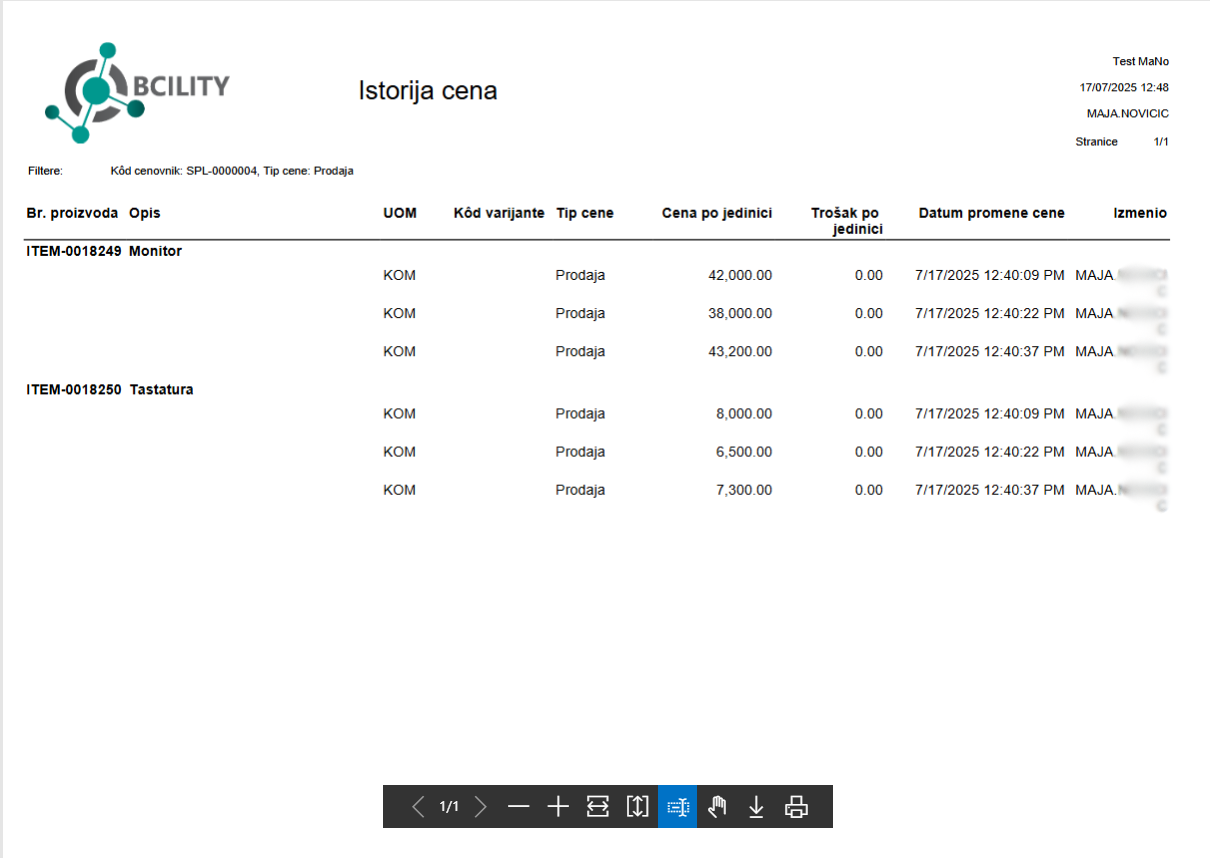 BCILITY
Istorija cena
Test MaNo
17/07/2025 12:48
MAJA.NOVICIC
Stranice 1/1
Filtere: Kôd cenovnik: SPL-0000004, Tip cene: Prodaja
Br. proizvoda Opis UOM Kôd varijante Tip cene Cena po jedinici Trošak po jedinici Datum promene cene Izmenio
ITEM-0018249 Monitor
KOM Prodaja 42,000.00 0.00 7/17/2025 12:40:09 PM MAJA.
KOM Prodaja 38,000.00 0.00 7/17/2025 12:40:22 PM MAJA.
KOM Prodaja 43,200.00 0.00 7/17/2025 12:40:37 PM MAJA.
ITEM-0018250 Tastatura
KOM Prodaja 8,000.00 0.00 7/17/2025 12:40:09 PM MAJA.
KOM Prodaja 6,500.00 0.00 7/17/2025 12:40:22 PM MAJA.
KOM Prodaja 7,300.00 0.00 7/17/2025 12:40:37 PM MAJA.
1/1